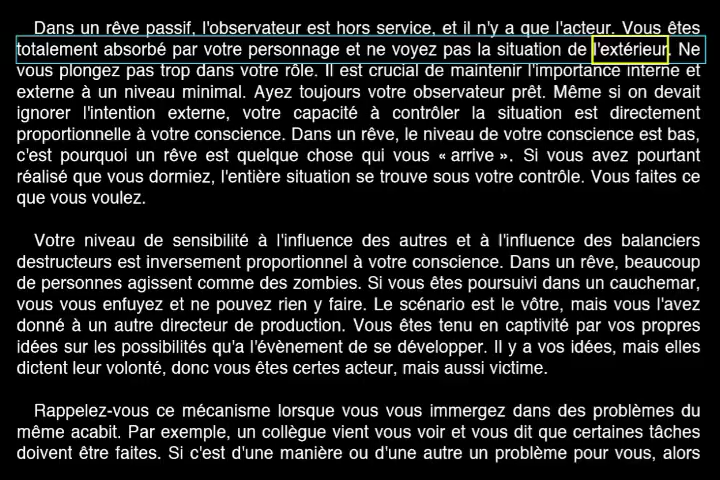 Dans un rêve passif, l'observateur est hors service, et il n'y a que l'acteur. Vous êtes
totalement absorbé par votre personnage et ne voyez pas la situation de l'extérieur. Ne
vous plongez pas trop dans votre rôle. Il est crucial de maintenir l'importance interne et
externe à un niveau minimal. Ayez toujours votre observateur prêt. Même si on devait
ignorer l'intention externe, votre capacité à contrôler la situation est directement
proportionnelle à votre conscience. Dans un rêve, le niveau de votre conscience est bas,
c'est pourquoi un rêve est quelque chose qui vous « arrive ». Si vous avez pourtant
réalisé que vous dormiez, l'entière situation se trouve sous votre contrôle. Vous faites ce
que vous voulez.
Votre niveau de sensibilité à l'influence des autres et à l'influence des balanciers
destructeurs est inversement proportionnel à votre conscience. Dans un rêve, beaucoup
de personnes agissent comme des zombies. Si vous êtes poursuivi dans un cauchemar,
vous vous enfuyez et ne pouvez rien y faire. Le scénario est le vôtre, mais vous l'avez
donné à un autre directeur de production. Vous êtes tenu en captivité par vos propres
idées sur les possibilités qu'a l'évènement de se développer. Il y a vos idées, mais elles
dictent leur volonté, donc vous êtes certes acteur, mais aussi victime.
Rappelez-vous ce mécanisme lorsque vous vous immergez dans des problèmes du
même acabit. Par exemple, un collègue vient vous voir et vous dit que certaines tâches
doivent être faites. Si c'est d'une manière ou d'une autre un problème pour vous, alors